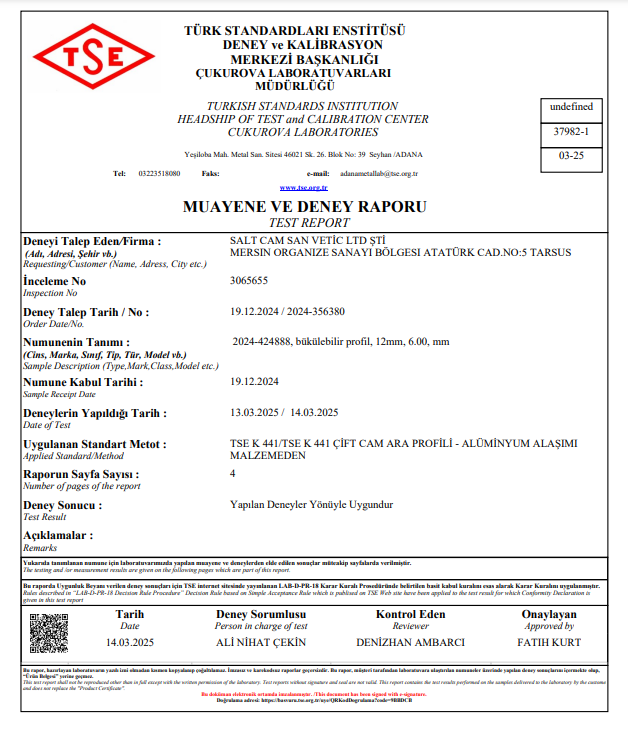 TSE
TÜRK STANDARDLARI ENSTİTÜSÜ
DENEY ve KALİBRASYON
MERKEZİ BAŞKANLIĞI
ÇUKUROVA LABORATUVARLARI
MÜDÜRLÜĞÜ
TURKISH STANDARDS INSTITUTION
HEADSHIP OF TEST and CALIBRATION CENTER
CUKUROVA LABORATORIES
undefined
37982-1
03-25
Yeşiloba Mah. Metal San. Sitesi 46021 Sk. 26. Blok No: 39 Seyhan /ADANA
Tel: 03223518080 Faks: e-mail: adanametallab@tse.org.tr
www.tse.org.tr
MUAYENE VE DENEY RAPORU
TEST REPORT
Deneyi Talep Eden/Firma : SALT CAM SAN VETİC LTD ŞTİ
(Adı, Adresi, Şehir vb.) MERSIN ORGANIZE SANAYI BÖLGESI ATATÜRK CAD.NO:5 TARSUS
Requesting/Customer (Name, Adress, City etc.)
İnceleme No 3065655
Inspection No
Deney Talep Tarih / No : 19.12.2024 / 2024-356380
Order Date/No.
Numunenin Tanımı : 2024-424888, bükülebilir profil, 12mm, 6.00, mm
(Cins, Marka, Sınıf, Tip, Tür, Model vb.)
Sample Description (Type,Mark,Class,Model etc.)
Numune Kabul Tarihi : 19.12.2024
Sample Receipt Date
Deneylerin Yapıldığı Tarih : 13.03.2025 / 14.03.2025
Date of Test
Uygulanan Standart Metot : TSE K 441/TSE K 441 ÇİFT CAM ARA PROFİLİ - ALÜMİNYUM ALAŞIMI
Applied Standard/Method MALZEMEDEN
Raporun Sayfa Sayısı : 4
Number of pages of the report
Deney Sonucu : Yapılan Deneyler Yönüyle Uygundur
Test Result
Açıklamalar :
Remarks
Yukarıda tanımlanan numune için laboratuvarımızda yapılan muayene ve deneylerden elde edilen sonuçlar müteakip sayfalarda verilmiştir.
The testing and/or measurement results are given on the following pages which are part of this report.
Bu raporda Uygunluk Beyanı verilen deney sonuçları için TSE internet sitesinde yayınlanan LAB-D-PR-18 Karar Kuralı Prosedüründe belirtilen basit kabul kuralını esas alarak Karar Kuralını uygulanmıştır.
Rules described in "LAB-D-PR-18 Decision Rule Procedure" Decision Rule based on Simple Acceptance Rule which is publised on TSE Web site have been applied to the test result for which Conformity Declaration is
given in this test report
Tarih Deney Sorumlusu Kontrol Eden Onaylayan
Date Person in charge of test Reviewer Approved by
14.03.2025 ALİ NİHAT ÇEKİN DENİZHAN AMBARCI FATIH KURT
Bu rapor, hazırlayan laboratuvarın yazılı izni olmadan kısmen kopyalanıp çoğaltılamaz. İmzasız ve karekodsuz raporlar geçersizdir. Bu rapor, müşteri tarafından laboratuvara ulaştırılan numuneler üzerinde yapılan deney sonuçlarını içermekte olup,
"Ürün Belgesi" yerine geçmez.
This test report shall not be reproduced other than in full except with the written permission of the laboratory. Test reports without signature and seal are not valid. This report contains the test results performed on the samples delivered to the laboratory by the customer
and does not replace the "Product Certificate".
Bu doküman elektronik ortamda imzalanmıştır. /This document has been signed with e-signature.
Doğrulama adresi: https://basvuru.tse.org.tr/uye/QRKodDogrulama?code=9BBDCB